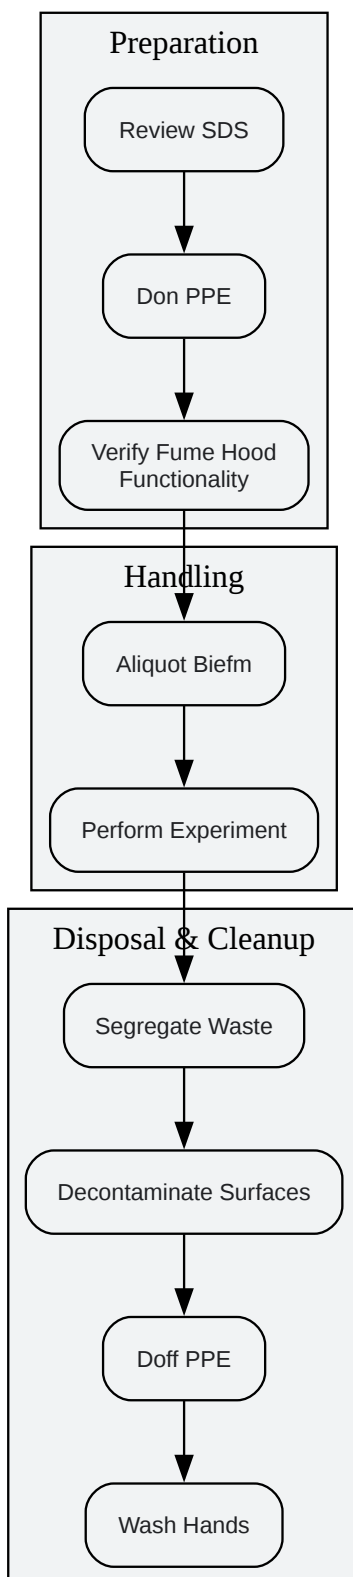 Preparation
Review SDS
Don PPE
Verify Fume Hood
Functionality
Handling
Aliquot Biefm
Perform Experiment
Disposal & Cleanup
Segregate Waste
Decontaminate Surfaces
Doff PPE
Wash Hands